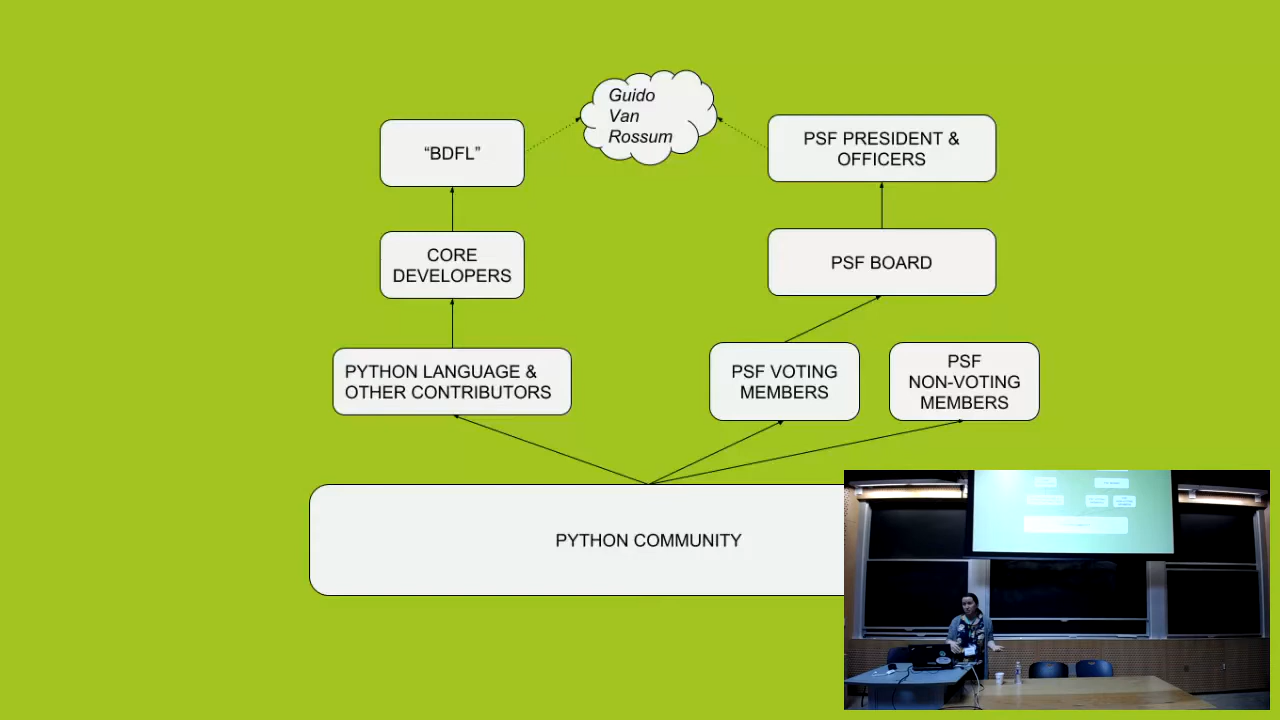 Guido
Van
Rossum
“BDFL”
PSF PRESIDENT &
OFFICERS
CORE
DEVELOPERS
PSF BOARD
PYTHON LANGUAGE &
OTHER CONTRIBUTORS
PSF VOTING
MEMBERS
PSF
NON-VOTING
MEMBERS
PYTHON COMMUNITY